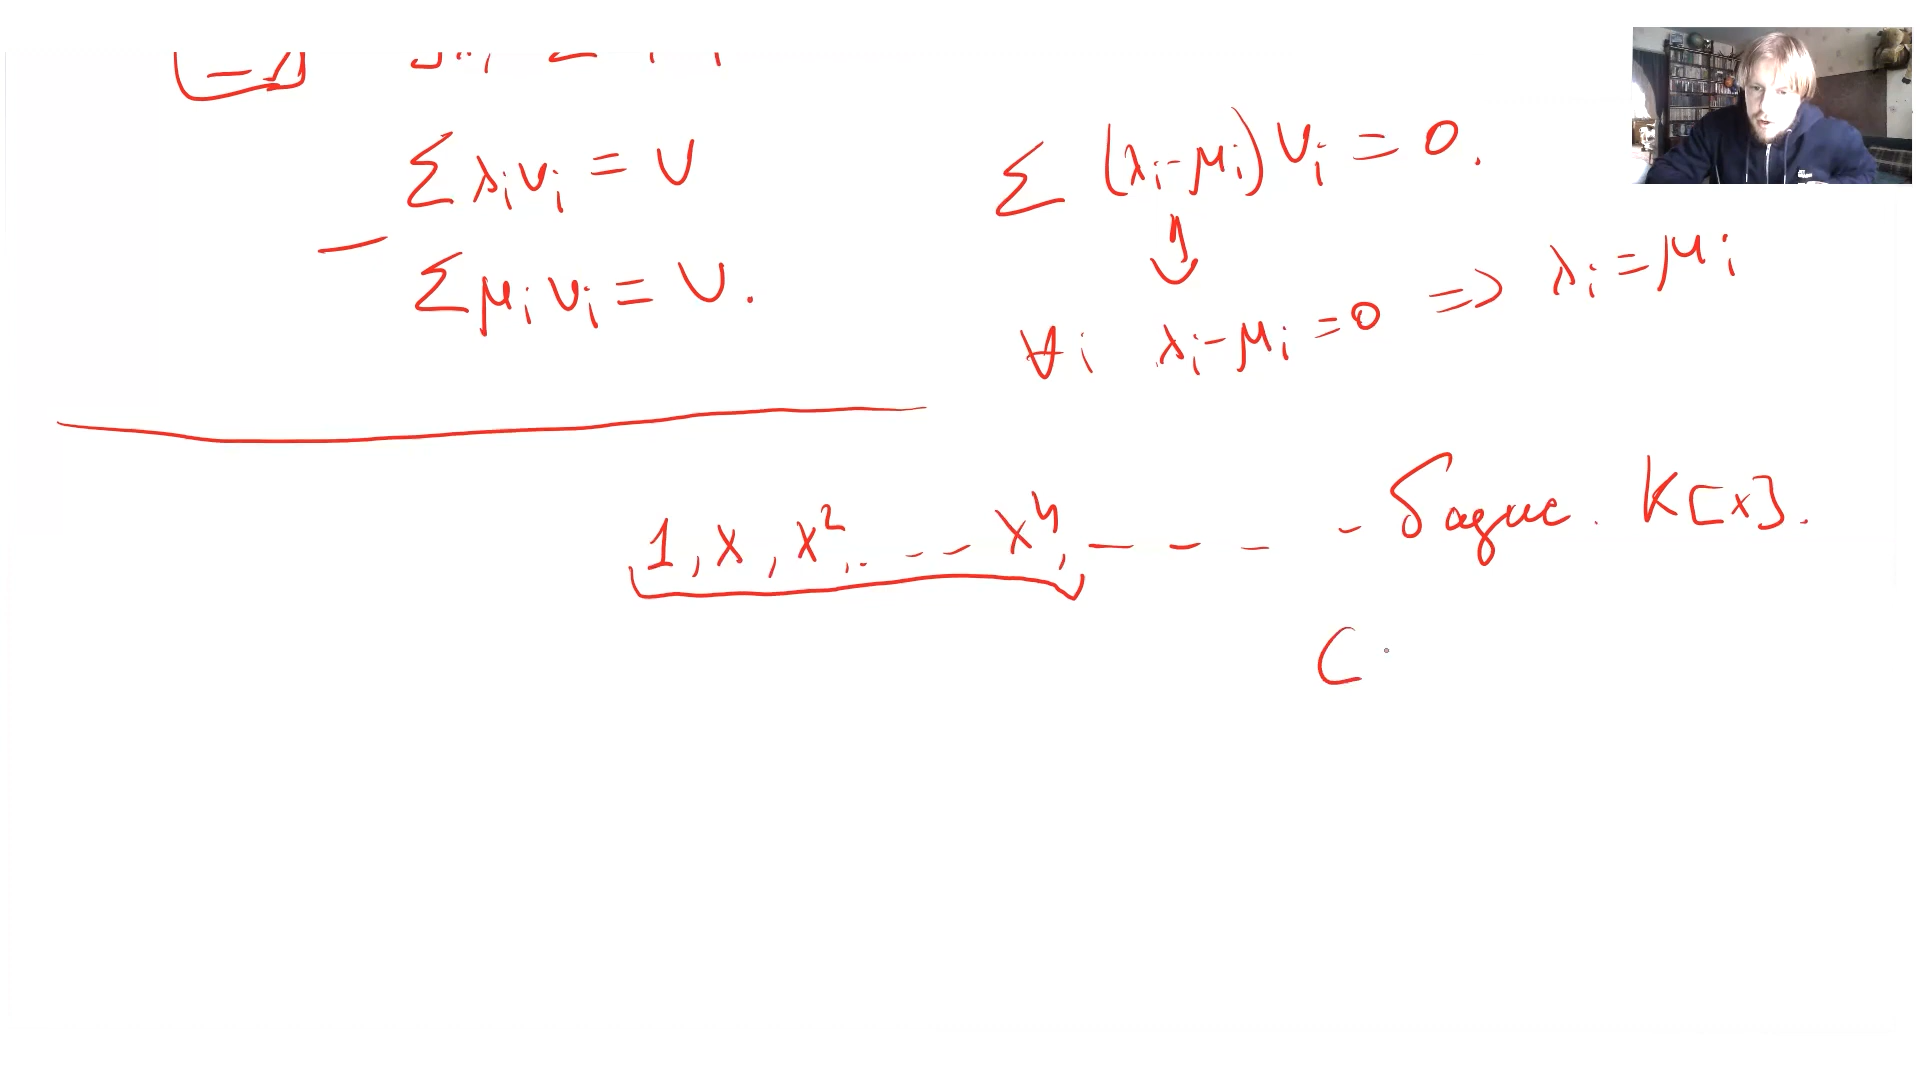 ∑ λᵢvᵢ = v
− ∑ μᵢvᵢ = v.
∑ (λᵢ - μᵢ) vᵢ = 0.
⇓
∀i λᵢ - μᵢ = 0 => λᵢ = μᵢ
1, x, x², ... xⁿ, - - - - базис. K[x].
C